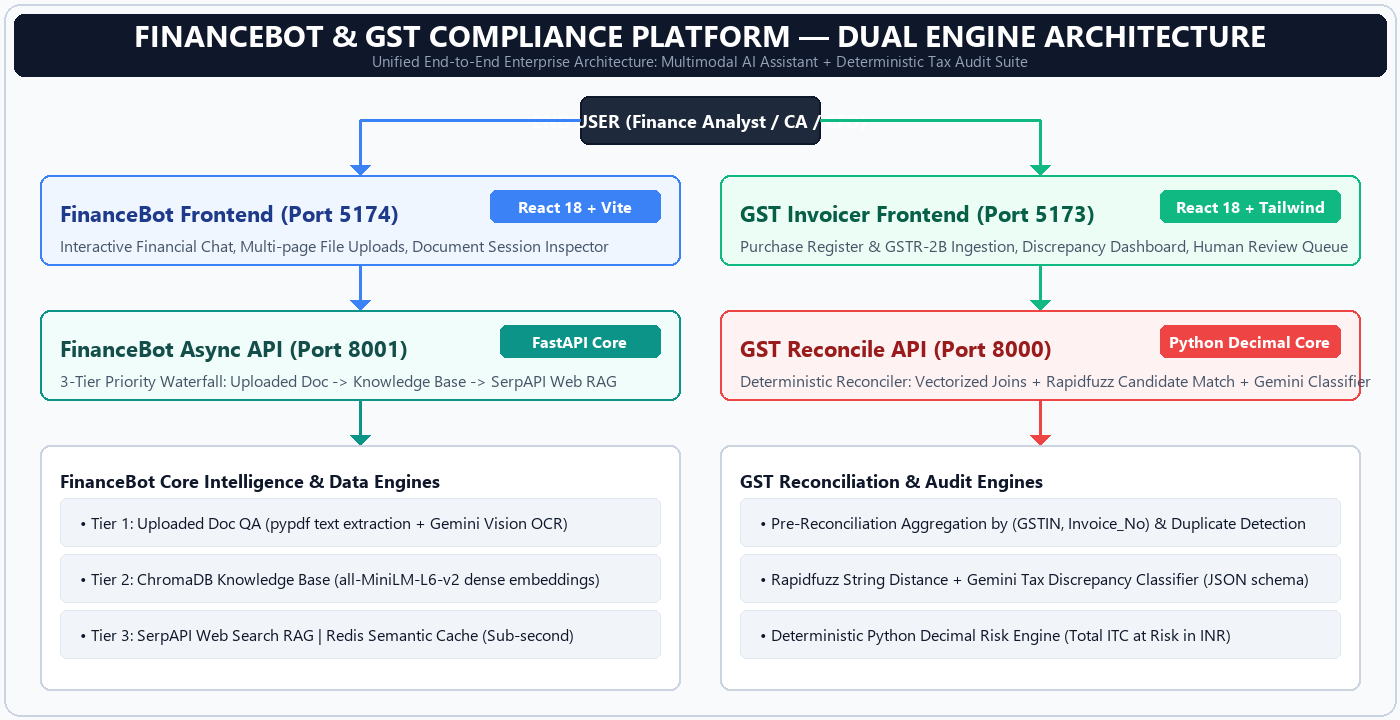 FINANCEBOT & GST COMPLIANCE PLATFORM — DUAL ENGINE ARCHITECTURE
Unified End-to-End Enterprise Architecture: Multimodal AI Assistant + Deterministic Tax Audit Suite
USER (Finance Analyst / CA /
FinanceBot Frontend (Port 5174)
React 18 + Vite
Interactive Financial Chat, Multi-page File Uploads, Document Session Inspector
GST Invoicer Frontend (Port 5173)
React 18 + Tailwind
Purchase Register & GSTR-2B Ingestion, Discrepancy Dashboard, Human Review Queue
FinanceBot Async API (Port 8001)
FastAPI Core
3-Tier Priority Waterfall: Uploaded Doc -> Knowledge Base -> SerpAPI Web RAG
GST Reconcile API (Port 8000)
Python Decimal Core
Deterministic Reconciler: Vectorized Joins + Rapidfuzz Candidate Match + Gemini Classifier
FinanceBot Core Intelligence & Data Engines
• Tier 1: Uploaded Doc QA (pypdf text extraction + Gemini Vision OCR)
• Tier 2: ChromaDB Knowledge Base (all-MiniLM-L6-v2 dense embeddings)
• Tier 3: SerpAPI Web Search RAG | Redis Semantic Cache (Sub-second)
GST Reconciliation & Audit Engines
• Pre-Reconciliation Aggregation by (GSTIN, Invoice_No) & Duplicate Detection
• Rapidfuzz String Distance + Gemini Tax Discrepancy Classifier (JSON schema)
• Deterministic Python Decimal Risk Engine (Total ITC at Risk in INR)